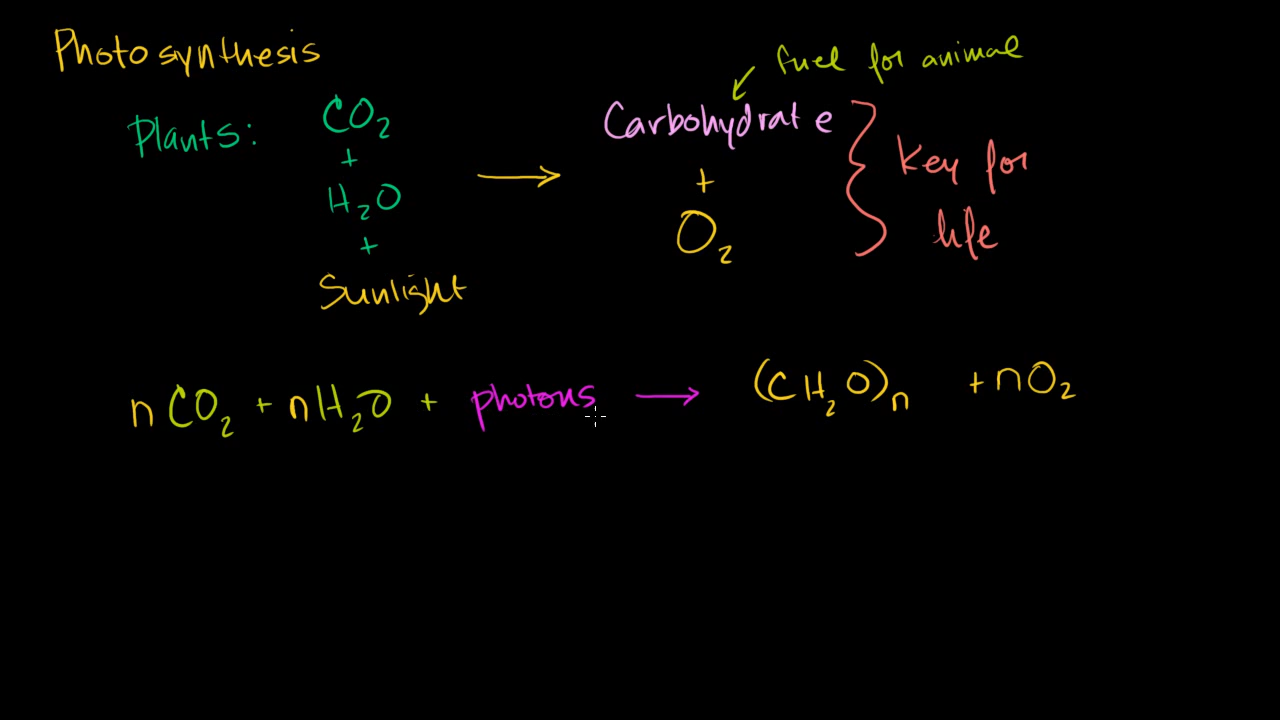 Photosynthesis
fuel for animal
Plants: CO₂ + H₂O + Sunlight → Carbohydrate + O₂ } Key for life
nCO₂ + nH₂O + photons → (CH₂O)n + nO₂